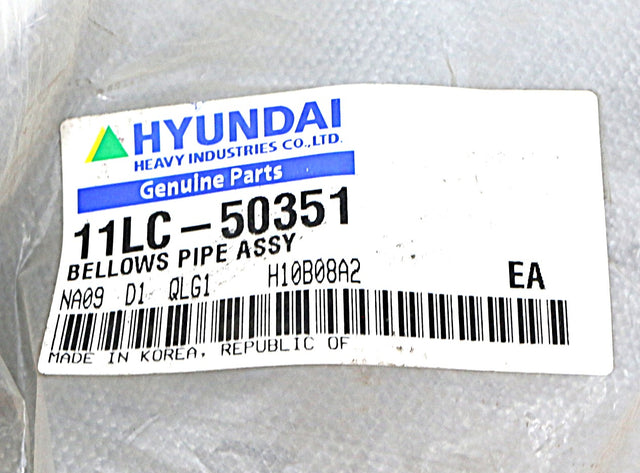 HYUNDAI
HEAVY INDUSTRIES CO.,LTD.
Genuine Parts
11LC-50351
BELLOWS PIPE ASSY
NA09 D1 QLG1 H10B08A2 EA
MADE IN KOREA, REPUBLIC OF